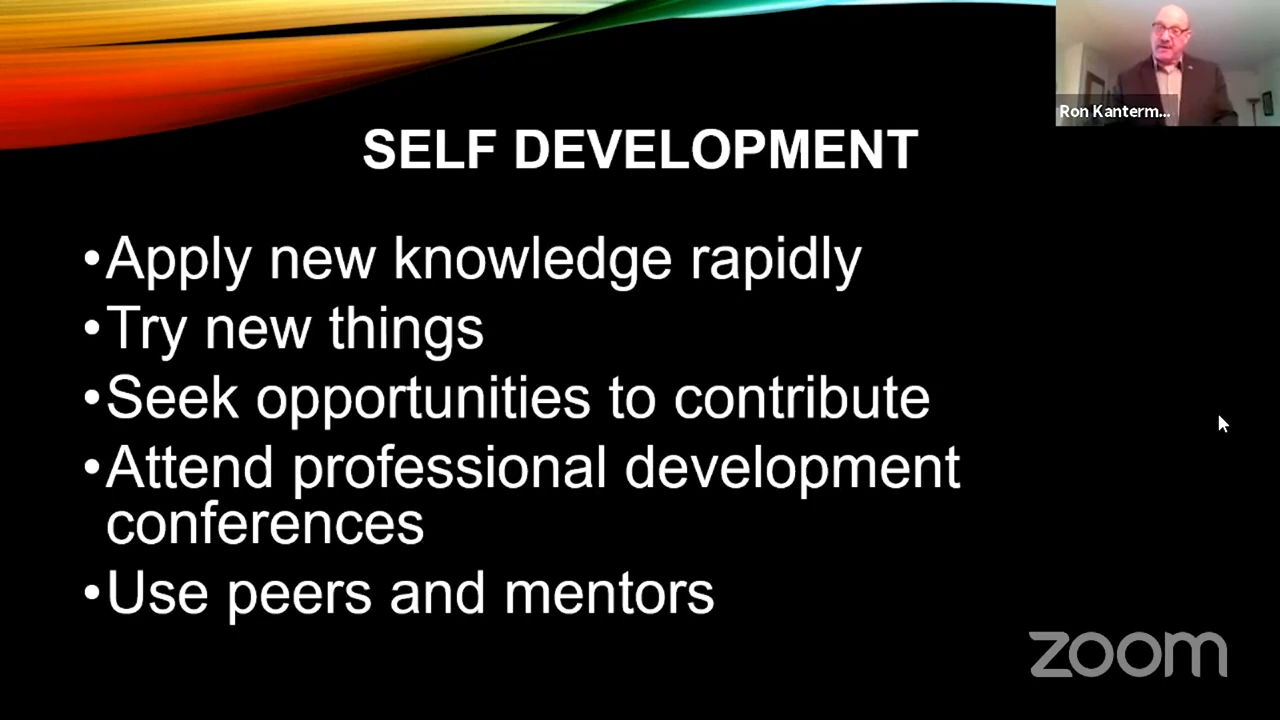 Ron Kanterm...
SELF DEVELOPMENT
•Apply new knowledge rapidly
•Try new things
•Seek opportunities to contribute
•Attend professional development
conferences
•Use peers and mentors
zoom